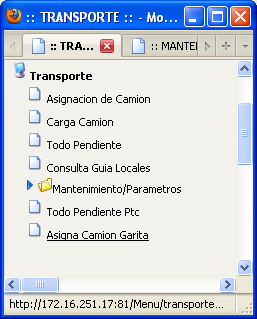 :: TRANSPORTE :: - Mo...
:: TRA...
:: MANTEN
Transporte
Asignacion de Camion
Carga Camion
Todo Pendiente
Consulta Guia Locales
Mantenimiento/Parametros
Todo Pendiente Ptc
Asigna Camion Garita
http://172.16.251.17:81/Menu/transporte...